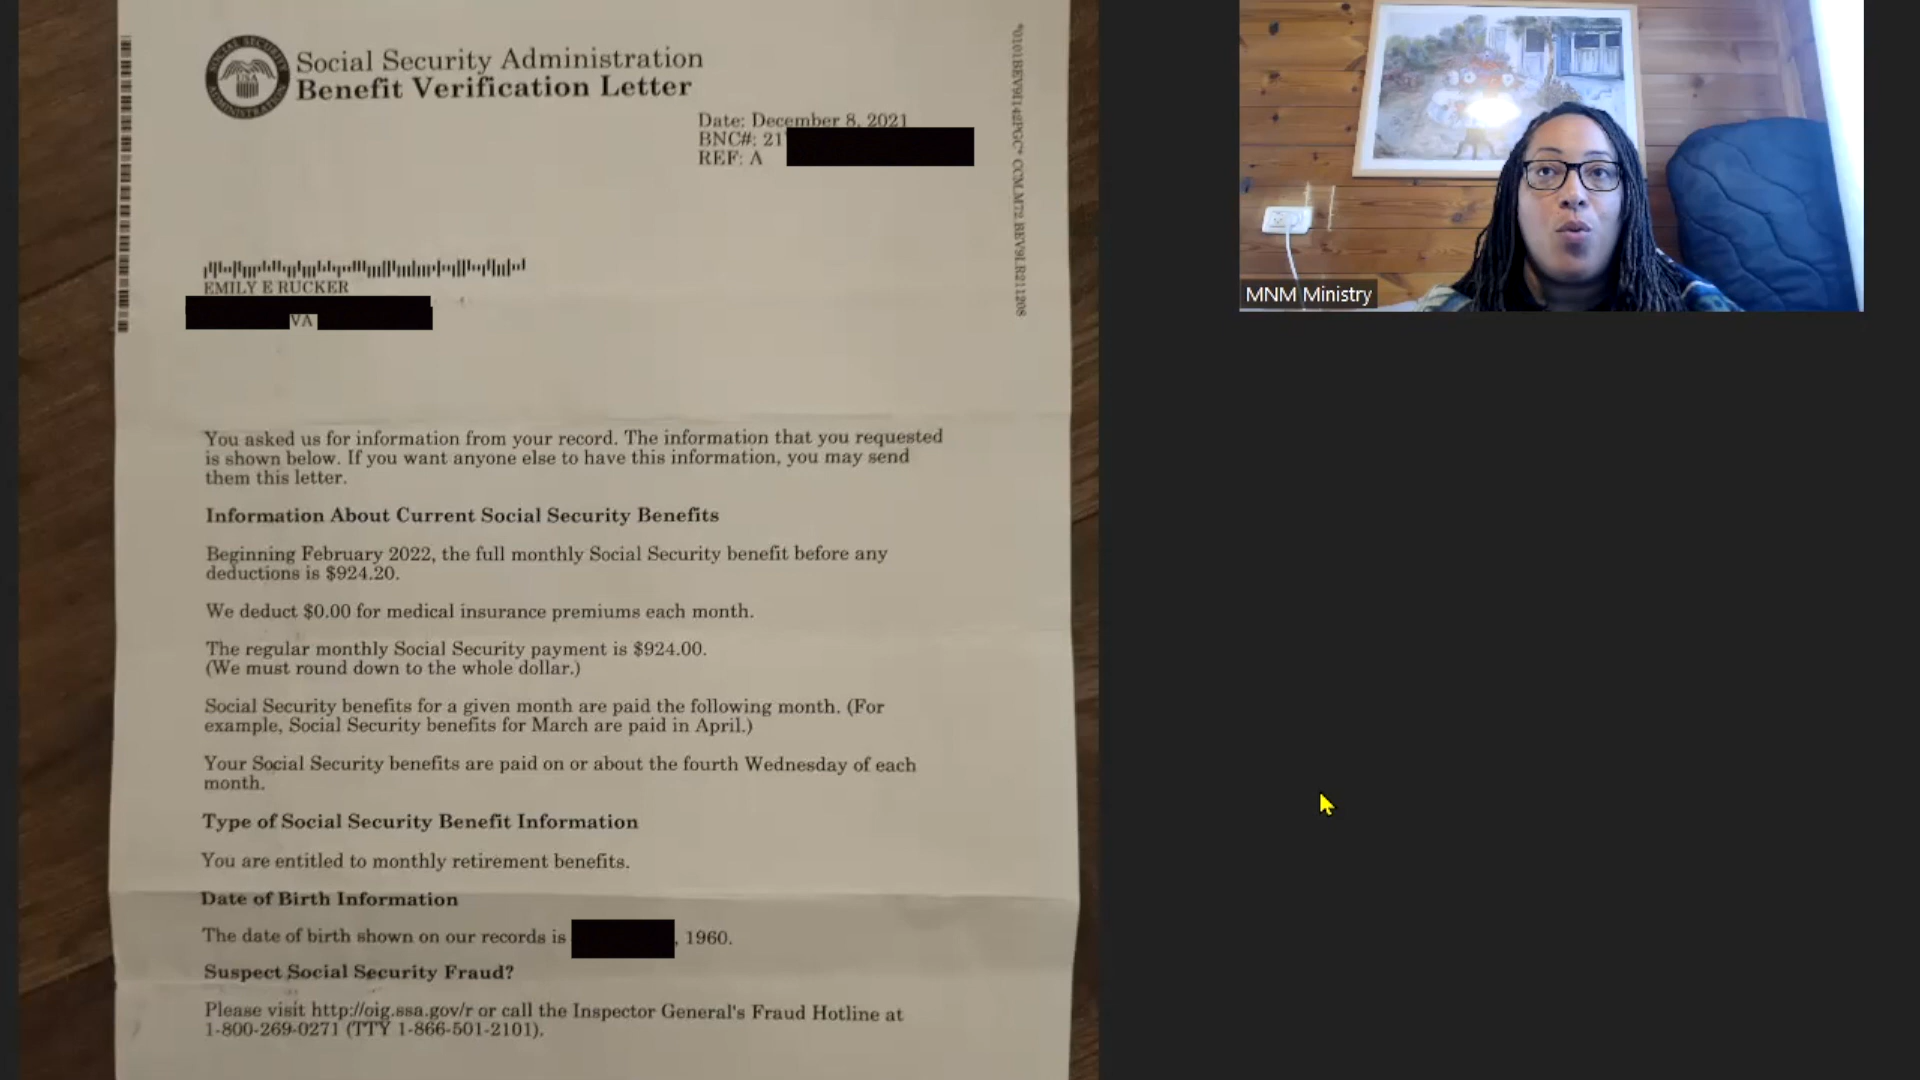 Social Security Administration
Benefit Verification Letter
Date: December 8, 2021
BNC#: 21
REF: A
EMILY E RUCKER
VA
You asked us for information from your record. The information that you requested
is shown below. If you want anyone else to have this information, you may send
them this letter.
Information About Current Social Security Benefits
Beginning February 2022, the full monthly Social Security benefit before any
deductions is $924.20.
We deduct $0.00 for medical insurance premiums each month.
The regular monthly Social Security payment is $924.00.
(We must round down to the whole dollar.)
Social Security benefits for a given month are paid the following month. (For
example, Social Security benefits for March are paid in April.)
Your Social Security benefits are paid on or about the fourth Wednesday of each
month.
Type of Social Security Benefit Information
You are entitled to monthly retirement benefits.
Date of Birth Information
The date of birth shown on our records is , 1960.
Suspect Social Security Fraud?
Please visit http://oig.ssa.gov/r or call the Inspector General's Fraud Hotline at
1-800-269-0271 (TTY 1-866-501-2101).
MNM Ministry